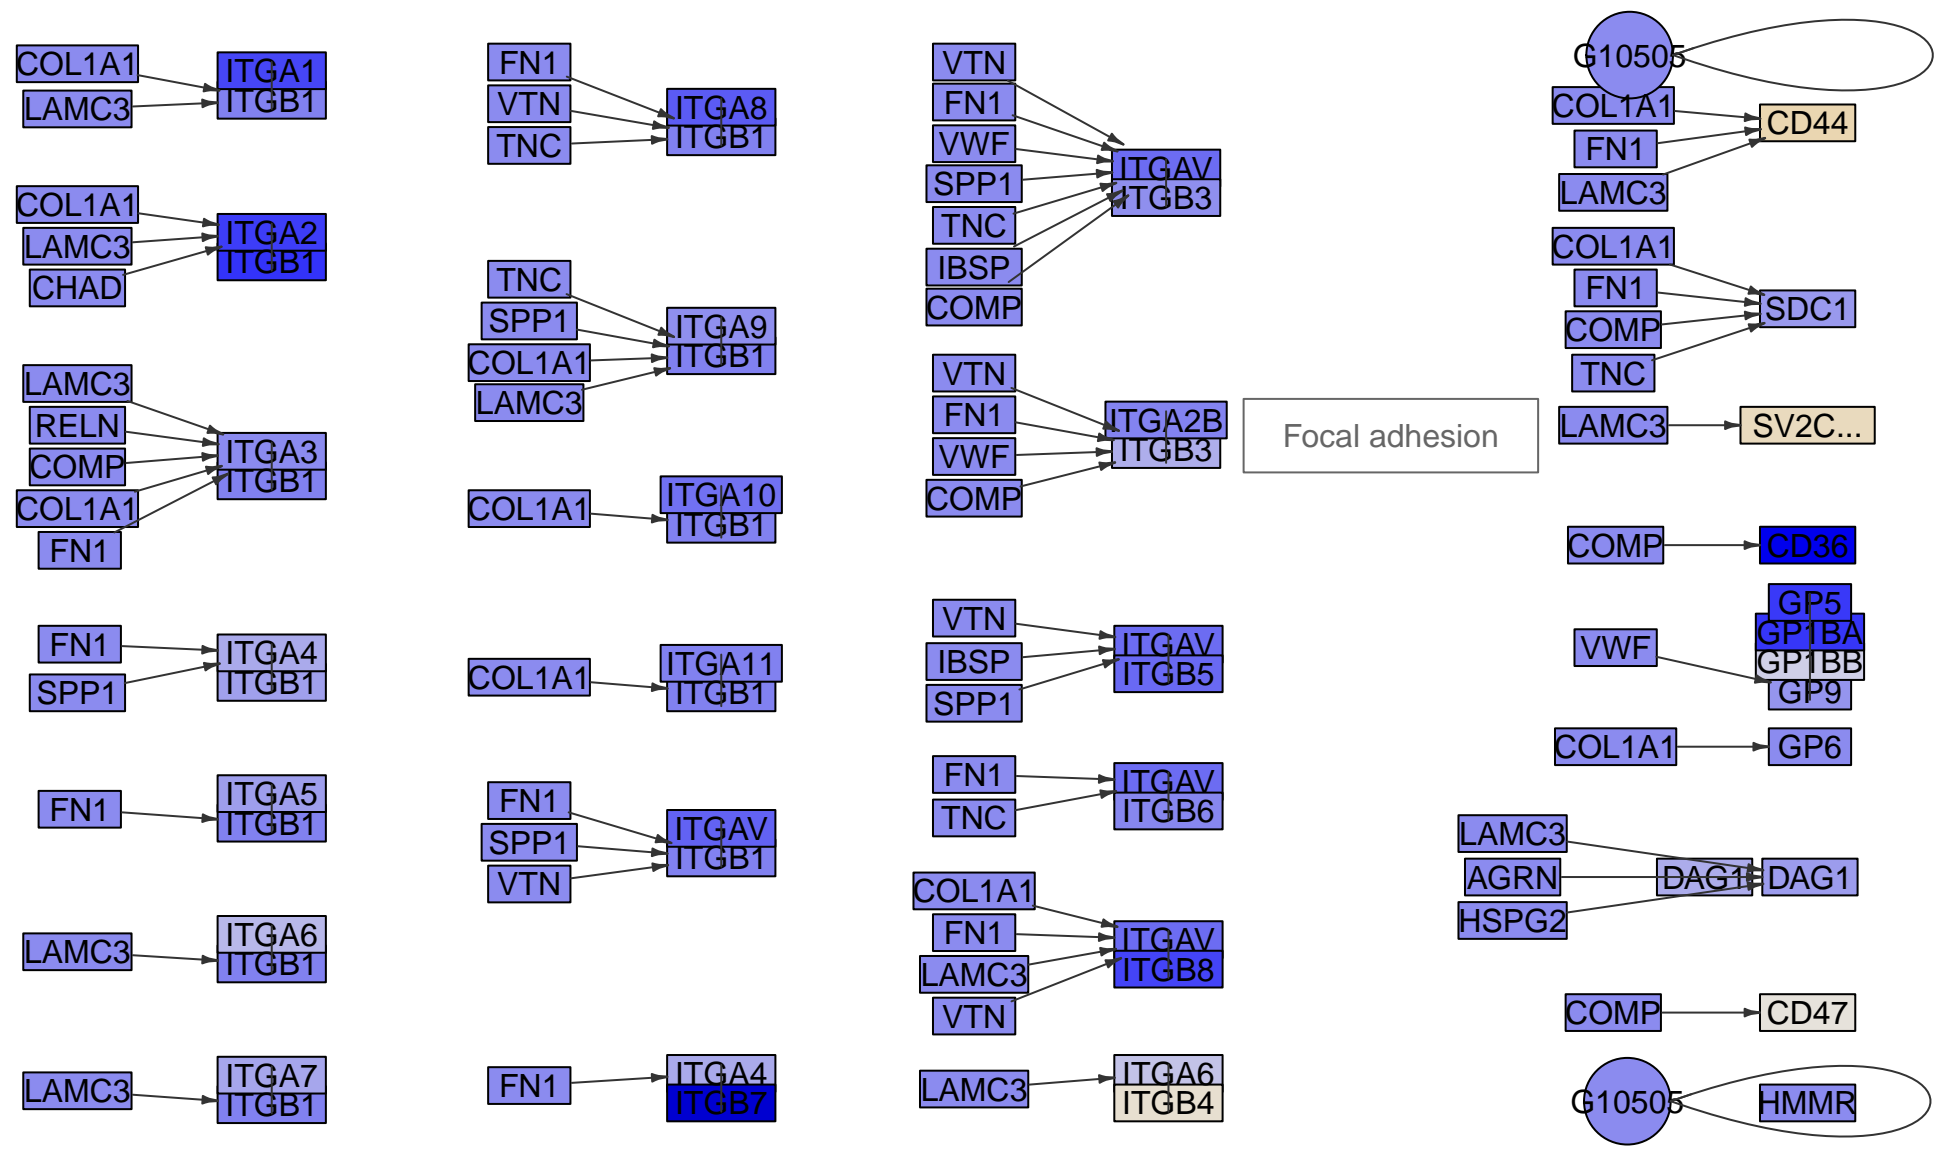 COL1A1
LAMC3
ITGA1
ITGB1
COL1A1
LAMC3
CHAD
ITGA2
ITGB1
LAMC3
RELN
COMP
COL1A1
FN1
ITGA3
ITGB1
FN1
SPP1
ITGA4
ITGB1
FN1
ITGA5
ITGB1
LAMC3
ITGA6
ITGB1
LAMC3
ITGA7
ITGB1
FN1
VTN
TNC
ITGA8
ITGB1
TNC
SPP1
COL1A1
LAMC3
ITGA9
ITGB1
COL1A1
ITGA10
ITGB1
COL1A1
ITGA11
ITGB1
FN1
SPP1
VTN
ITGAV
ITGB1
FN1
ITGA4
ITGB7
VTN
FN1
VWF
SPP1
TNC
IBSP
COMP
ITGAV
ITGB3
VTN
FN1
VWF
COMP
ITGA2B
ITGB3
VTN
IBSP
SPP1
ITGAV
ITGB5
FN1
TNC
ITGAV
ITGB6
COL1A1
FN1
LAMC3
VTN
ITGAV
ITGB8
LAMC3
ITGA6
ITGB4
Focal adhesion
G10505
COL1A1
FN1
LAMC3
CD44
COL1A1
FN1
COMP
TNC
SDC1
LAMC3
SV2C...
COMP
CD36
VWF
GP5
GP1BA
GP1BB
GP9
COL1A1
GP6
LAMC3
AGRN
HSPG2
DAG1
DAG1
COMP
CD47
G10505
HMMR